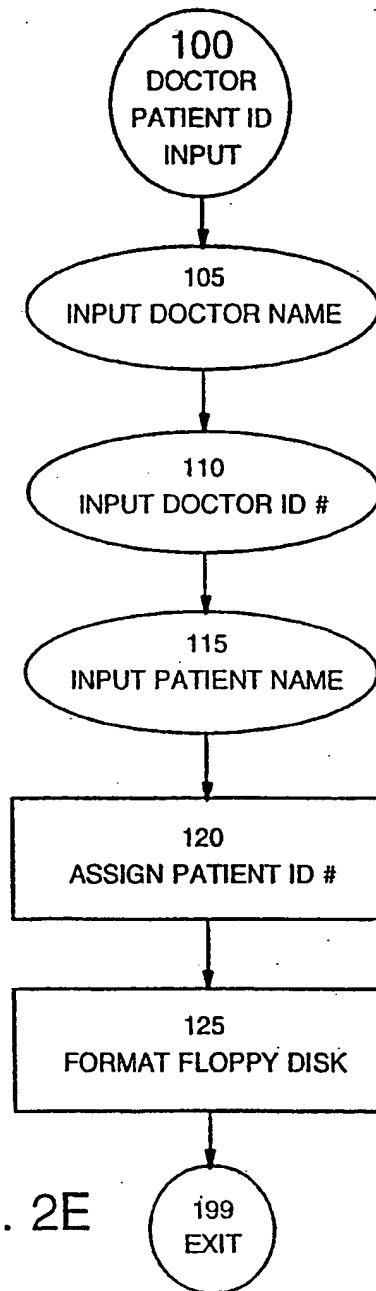 100
DOCTOR
PATIENT ID
INPUT
105
INPUT DOCTOR NAME
110
INPUT DOCTOR ID #
115
INPUT PATIENT NAME
120
ASSIGN PATIENT ID #
125
FORMAT FLOPPY DISK
199
EXIT
. 2E